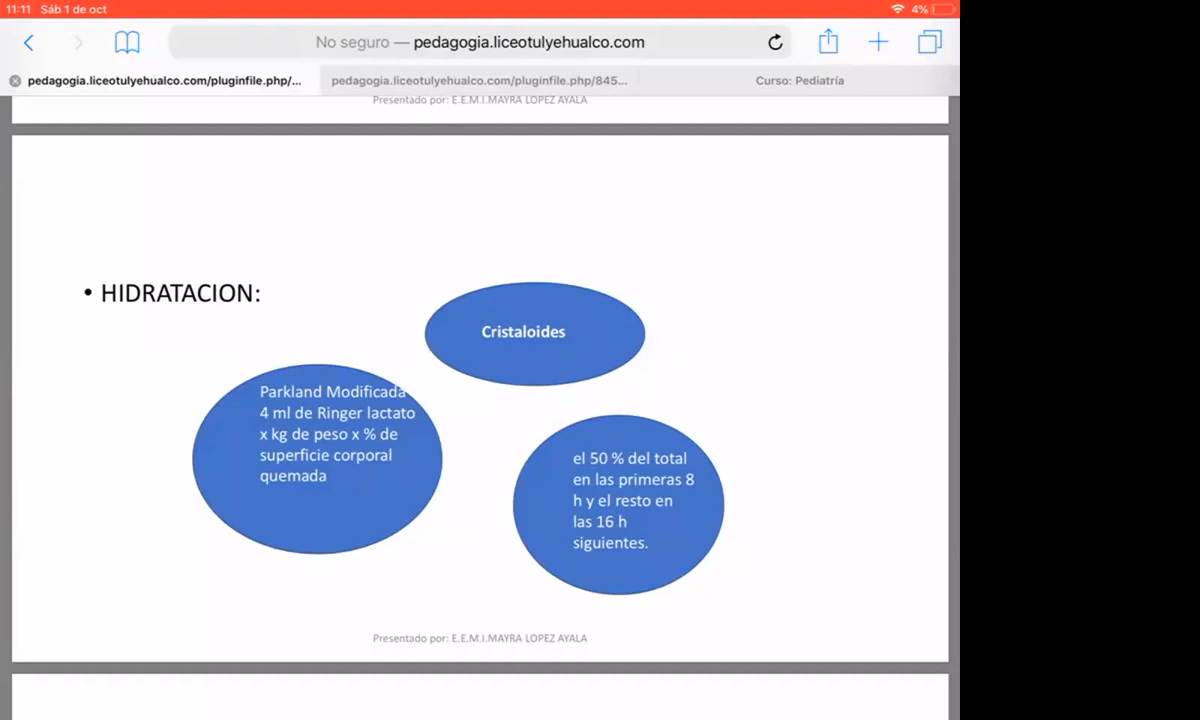 11:11 Sáb 1 de oct
4%
No seguro — pedagogia.liceotulyehualco.com
pedagogia.liceotulyehualco.com/pluginfile.php/...
pedagogia.liceotulyehualco.com/pluginfile.php/845...
Curso: Pediatría
Presentado por: E.E.M.I.MAYRA LOPEZ AYALA
• HIDRATACION:
Cristaloides
Parkland Modificada
4 ml de Ringer lactato
x kg de peso x % de
superficie corporal
quemada
el 50 % del total
en las primeras 8
h y el resto en
las 16 h
siguientes.
Presentado por: E.E.M.I.MAYRA LOPEZ AYALA